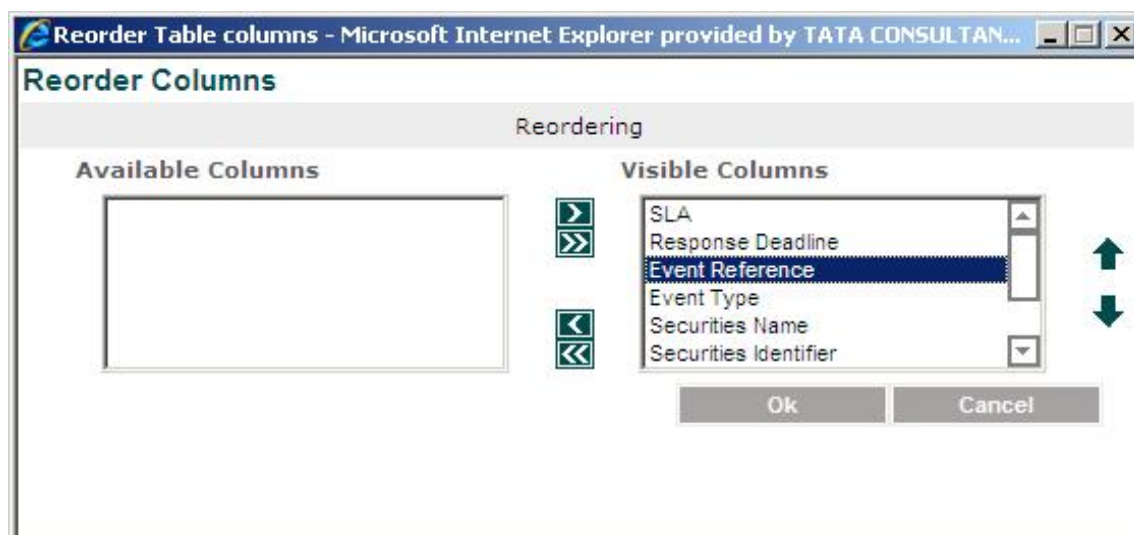 Reorder Table columns - Microsoft Internet Explorer provided by TATA CONSULTAN...
Reorder Columns
Reordering
Available Columns
Visible Columns
SLA
Response Deadline
Event Reference
Event Type
Securities Name
Securities Identifier
Ok
Cancel